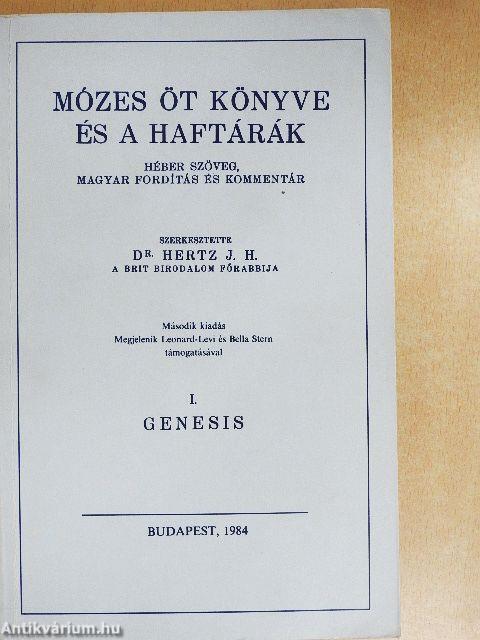 MÓZES ÖT KÖNYVE
ÉS A HAFTÁRÁK
HÉBER SZÖVEG,
MAGYAR FORDÍTÁS ÉS KOMMENTÁR
SZERKESZTETTE
DR. HERTZ J. H.
A BRIT BIRODALOM FŐRABBIJA
Második kiadás
Megjelenik Leonard-Levi és Bella Stern
támogatásával
I.
GENESIS
BUDAPEST, 1984
Antikvárium.hu